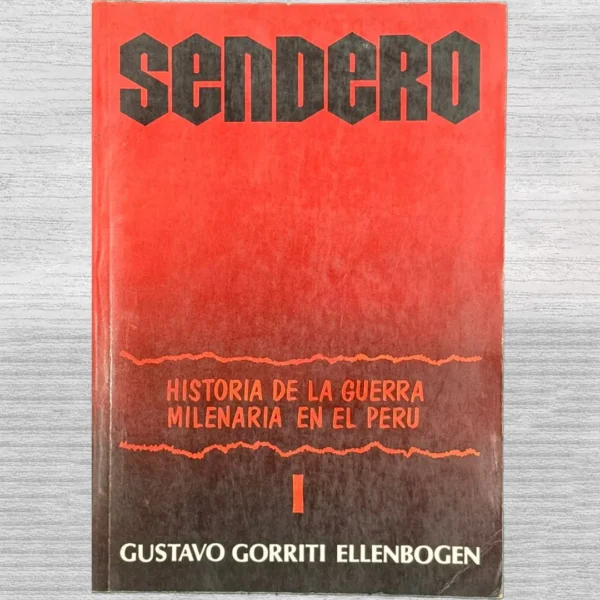 SENDERO
HISTORIA DE LA GUERRA
MILENARIA EN EL PERU
I
GUSTAVO GORRITI ELLENBOGEN